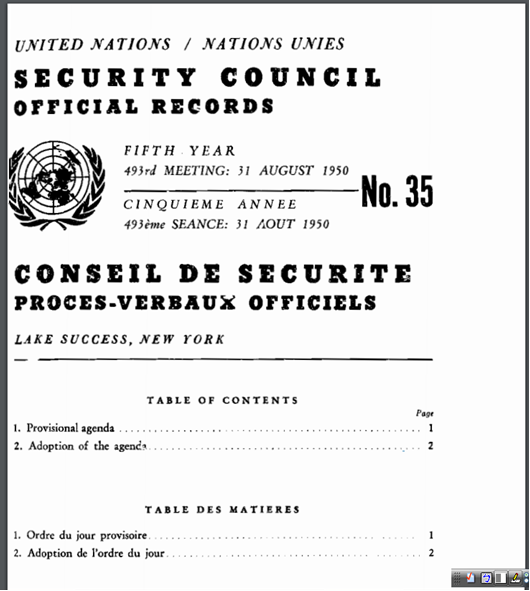 UNITED NATIONS / NATIONS UNIES
SECURITY COUNCIL
OFFICIAL RECORDS
FIFTH YEAR
493rd MEETING: 31 AUGUST 1950
No. 35
CINQUIEME ANNEE
493ème SEANCE: 31 AOUT 1950
CONSEIL DE SECURITE
PROCES-VERBAUX OFFICIELS
LAKE SUCCESS, NEW YORK
TABLE OF CONTENTS
Page
1. Provisional agenda 1
2. Adoption of the agenda 2
TABLE DES MATIERES
1. Ordre du jour provisoire 1
2. Adoption de l'ordre du jour 2